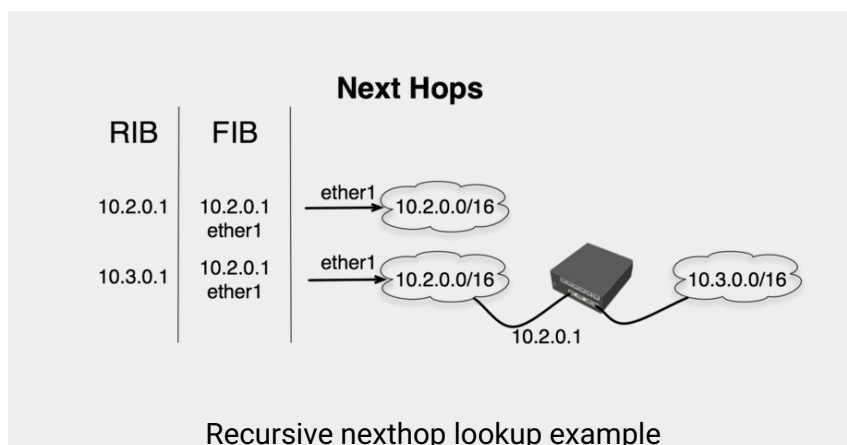 Next Hops
RIB
FIB
10.2.0.1
10.2.0.1
ether1
ether1
10.2.0.0/16
10.3.0.1
10.2.0.1
ether1
ether1
10.2.0.0/16
10.3.0.0/16
10.2.0.1
Recursive nexthop lookup example